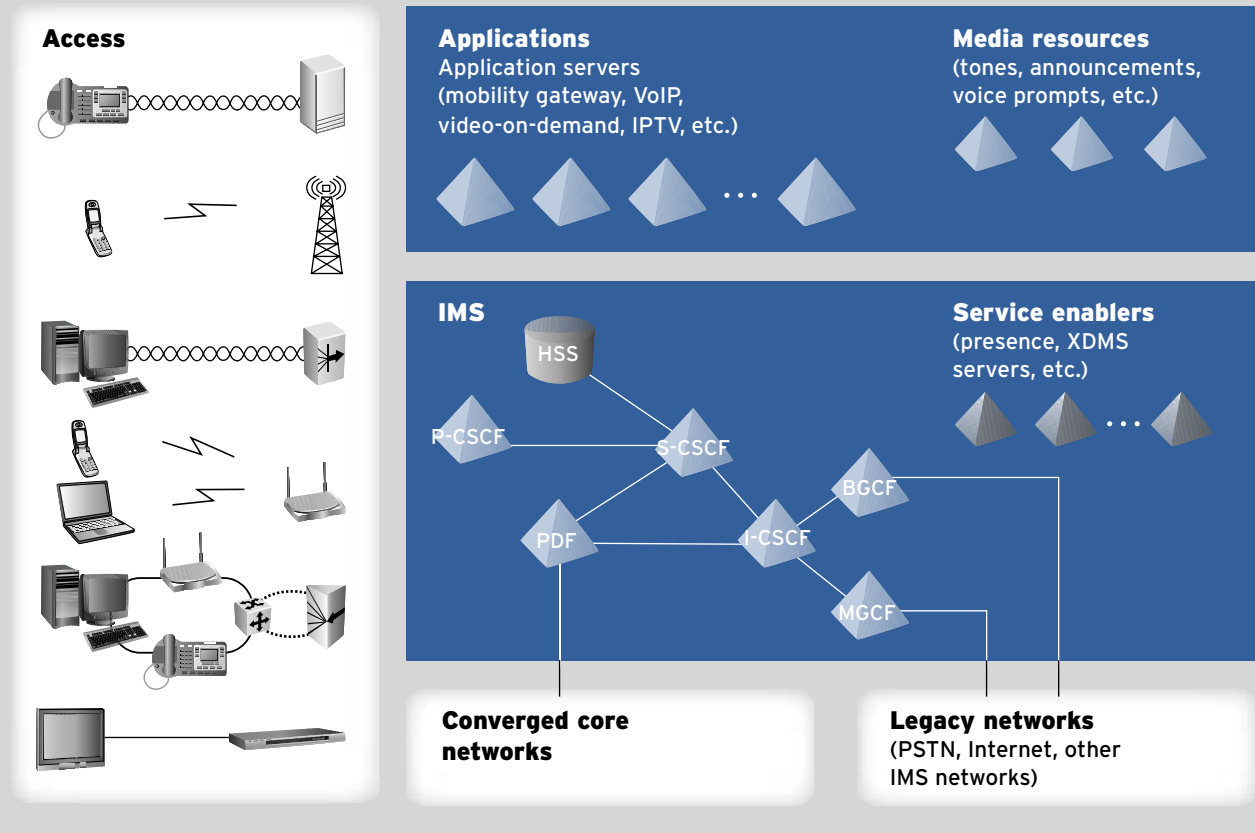 Access
Applications
Application servers
(mobility gateway, VoIP,
video-on-demand, IPTV, etc.)
Media resources
(tones, announcements,
voice prompts, etc.)
IMS
HSS
P-CSCF
S-CSCF
BGCF
PDF
I-CSCF
MGCF
Service enablers
(presence, XDMS
servers, etc.)
Converged core
networks
Legacy networks
(PSTN, Internet, other
IMS networks)